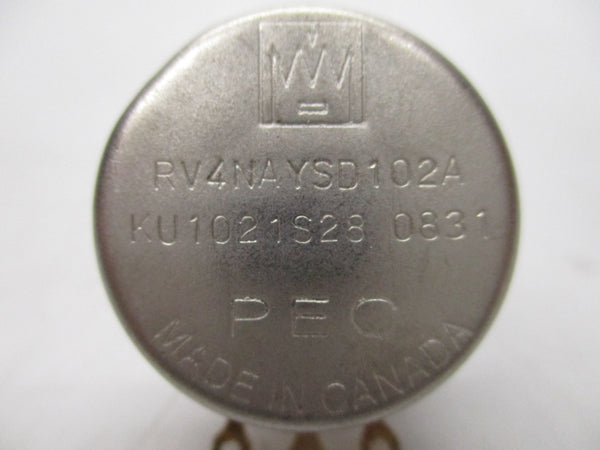 RV4NAYSD102A
KU1021S28 0831
PEC
MADE IN CANADA